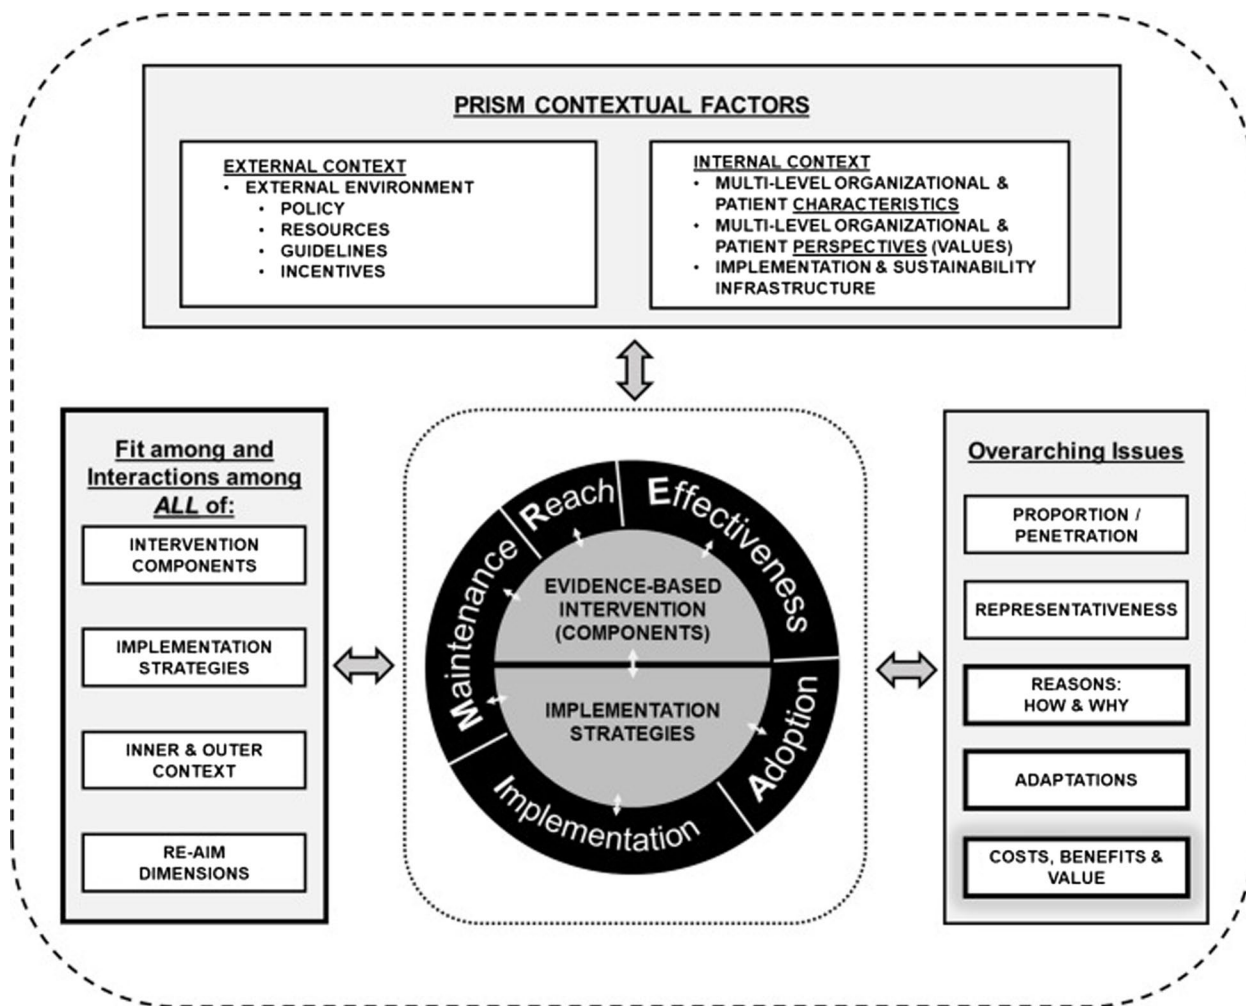 PRISM CONTEXTUAL FACTORS
EXTERNAL CONTEXT
• EXTERNAL ENVIRONMENT
• POLICY
• RESOURCES
• GUIDELINES
• INCENTIVES
INTERNAL CONTEXT
• MULTI-LEVEL ORGANIZATIONAL &
PATIENT CHARACTERISTICS
• MULTI-LEVEL ORGANIZATIONAL &
PATIENT PERSPECTIVES (VALUES)
• IMPLEMENTATION & SUSTAINABILITY
INFRASTRUCTURE
Fit among and
Interactions among
ALL of:
INTERVENTION
COMPONENTS
IMPLEMENTATION
STRATEGIES
INNER & OUTER
CONTEXT
RE-AIM
DIMENSIONS
Reach
Effectiveness
Adoption
Implementation
Maintenance
EVIDENCE-BASED
INTERVENTION
(COMPONENTS)
IMPLEMENTATION
STRATEGIES
Overarching Issues
PROPORTION /
PENETRATION
REPRESENTATIVENESS
REASONS:
HOW & WHY
ADAPTATIONS
COSTS, BENEFITS &
VALUE